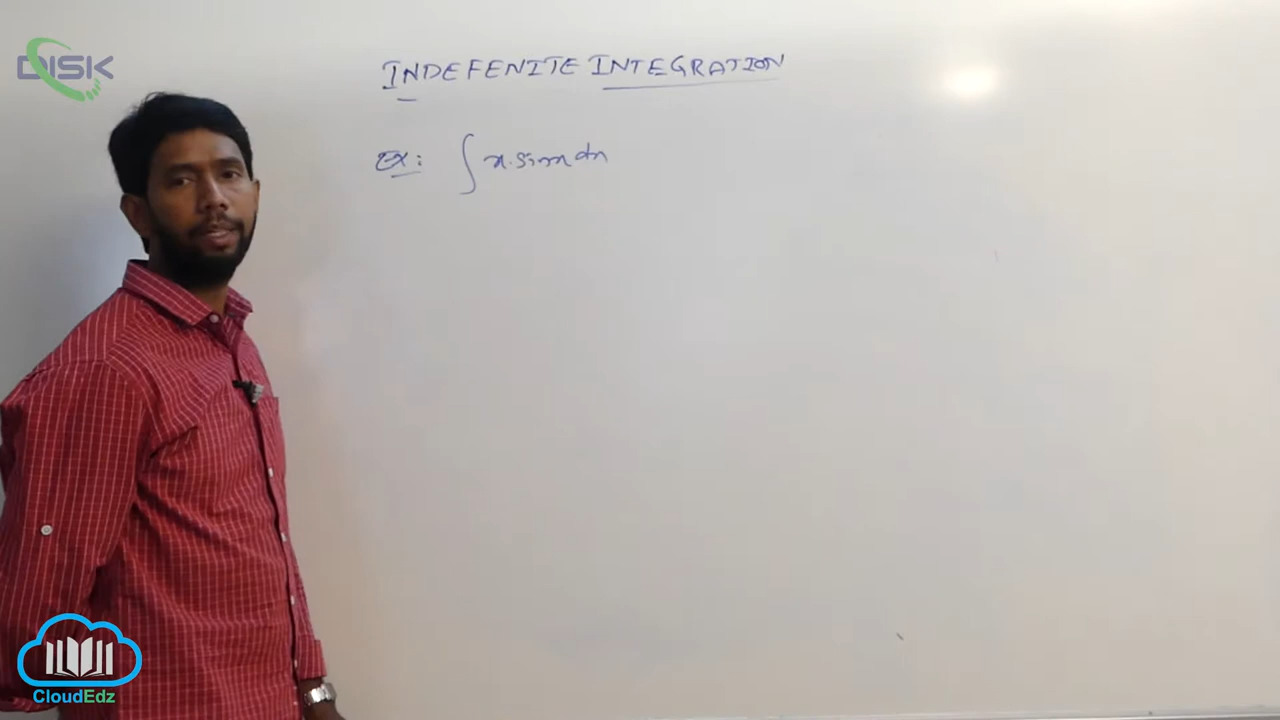 DISK
INDEFENITE INTEGRATION
Ex: ∫ x.sinx dx
CloudEdz